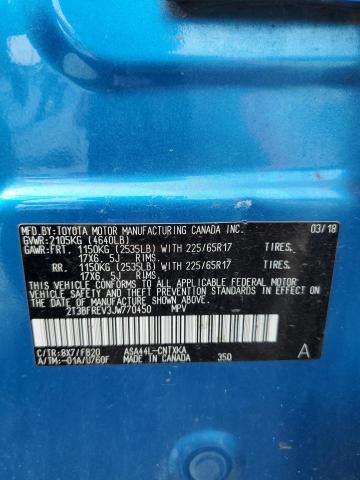 MFD.BY:TOYOTA MOTOR MANUFACTURING CANADA INC. 03/18
GVWR:2105KG (4640LB)
GAWR:FRT. 1150KG (2535LB) WITH 225/65R17 TIRES
17X6.5J RIMS
RR. 1150KG (2535LB) WITH 225/65R17 TIRES
17X6.5J RIMS
This vehicle conforms to all applicable Federal Motor
Vehicle Safety and theft prevention Standards in effect
on the date of manufacture shown above.
2T3BFREV3JW770450 MPV
C/TR:8X7/FB20 ASA44L-CNTXKA
A/TM:-01A/U760F 350 A